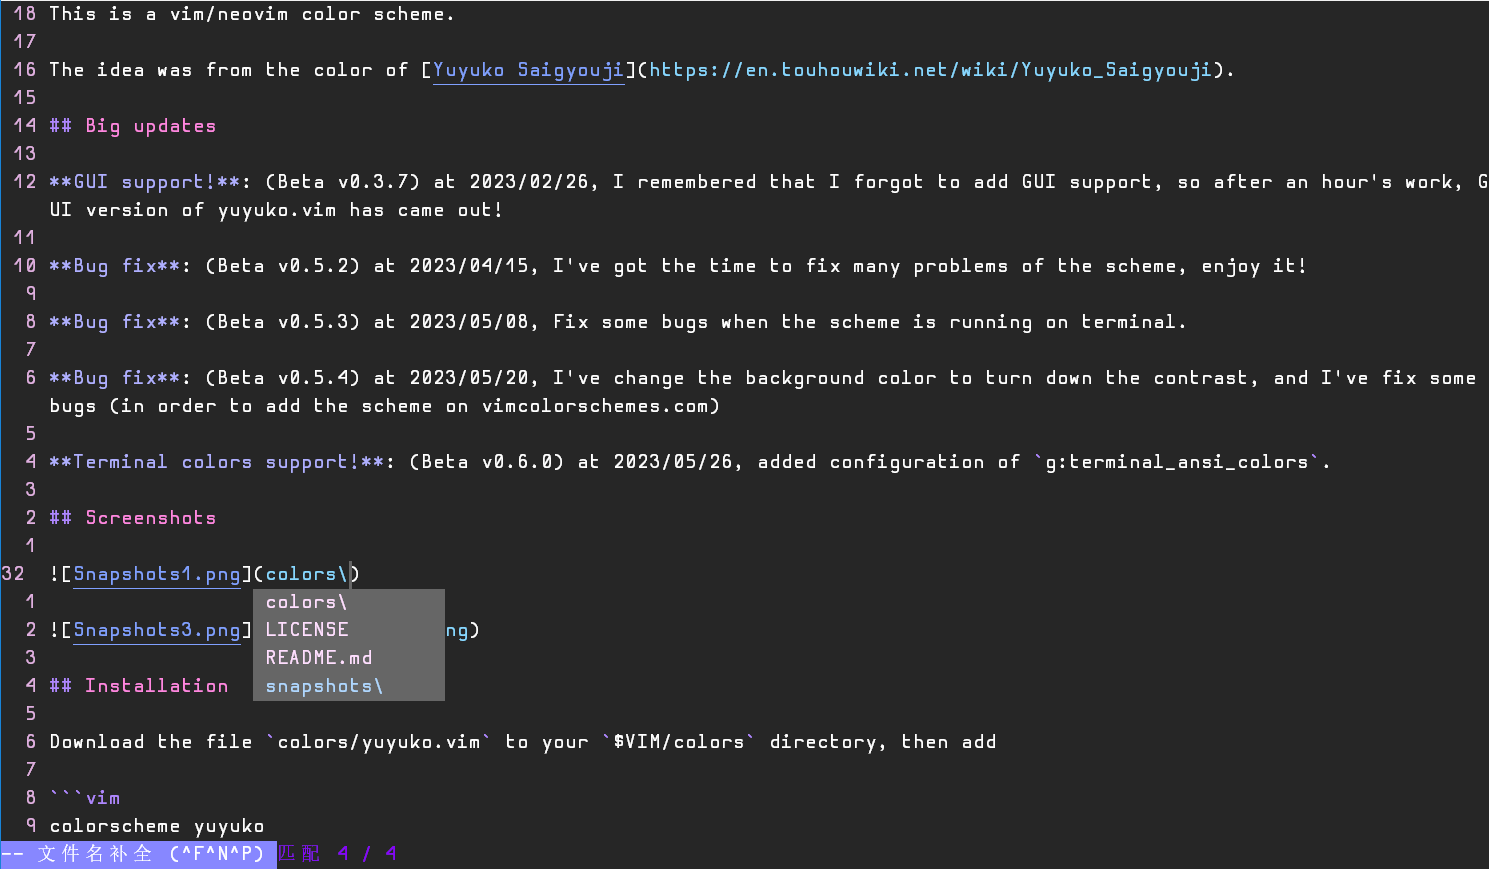 18 This is a vim/neovim color scheme.
17
16 The idea was from the color of [Yuyuko Saigyouji](https://en.touhouwiki.net/wiki/Yuyuko_Saigyouji).
15
14 ## Big updates
13
12 **GUI support!**: (Beta v0.3.7) at 2023/02/26, I remembered that I forgot to add GUI support, so after an hour's work, G
UI version of yuyuko.vim has came out!
11
10 **Bug fix**: (Beta v0.5.2) at 2023/04/15, I've got the time to fix many problems of the scheme, enjoy it!
9
8 **Bug fix**: (Beta v0.5.3) at 2023/05/08, Fix some bugs when the scheme is running on terminal.
7
6 **Bug fix**: (Beta v0.5.4) at 2023/05/20, I've change the background color to turn down the contrast, and I've fix some
bugs (in order to add the scheme on vimcolorschemes.com)
5
4 **Terminal colors support!**: (Beta v0.6.0) at 2023/05/26, added configuration of `g:terminal_ansi_colors`.
3
2 ## Screenshots
1
32 ![Snapshots1.png](colors\)
1 colors\
2 ![Snapshots3.png] LICENSE ng)
3 README.md
4 ## Installation snapshots\
5
6 Download the file `colors/yuyuko.vim` to your `$VIM/colors` directory, then add
7
8 ```vim
9 colorscheme yuyuko
-- 文件名补全 (^F^N^P) 匹配 4 / 4